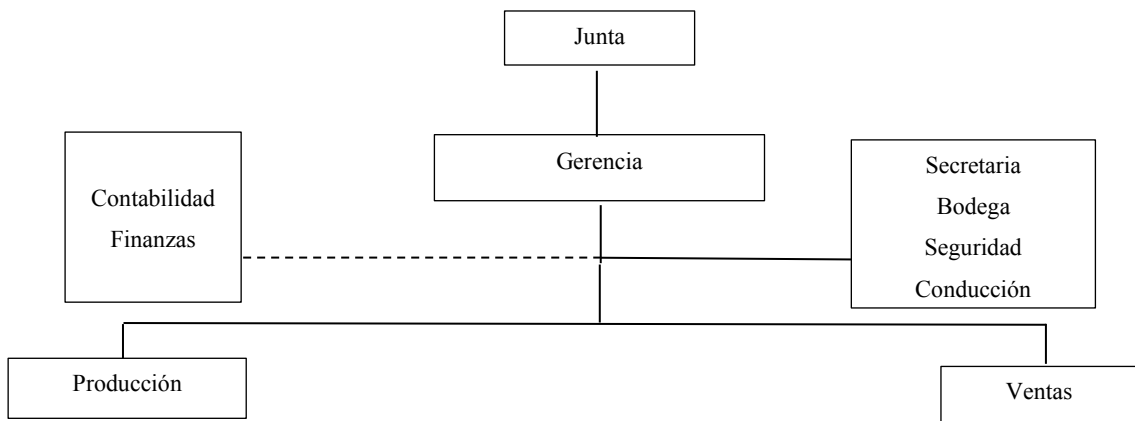 Junta
Gerencia
Contabilidad
Finanzas
Secretaria
Bodega
Seguridad
Conducción
Producción
Ventas